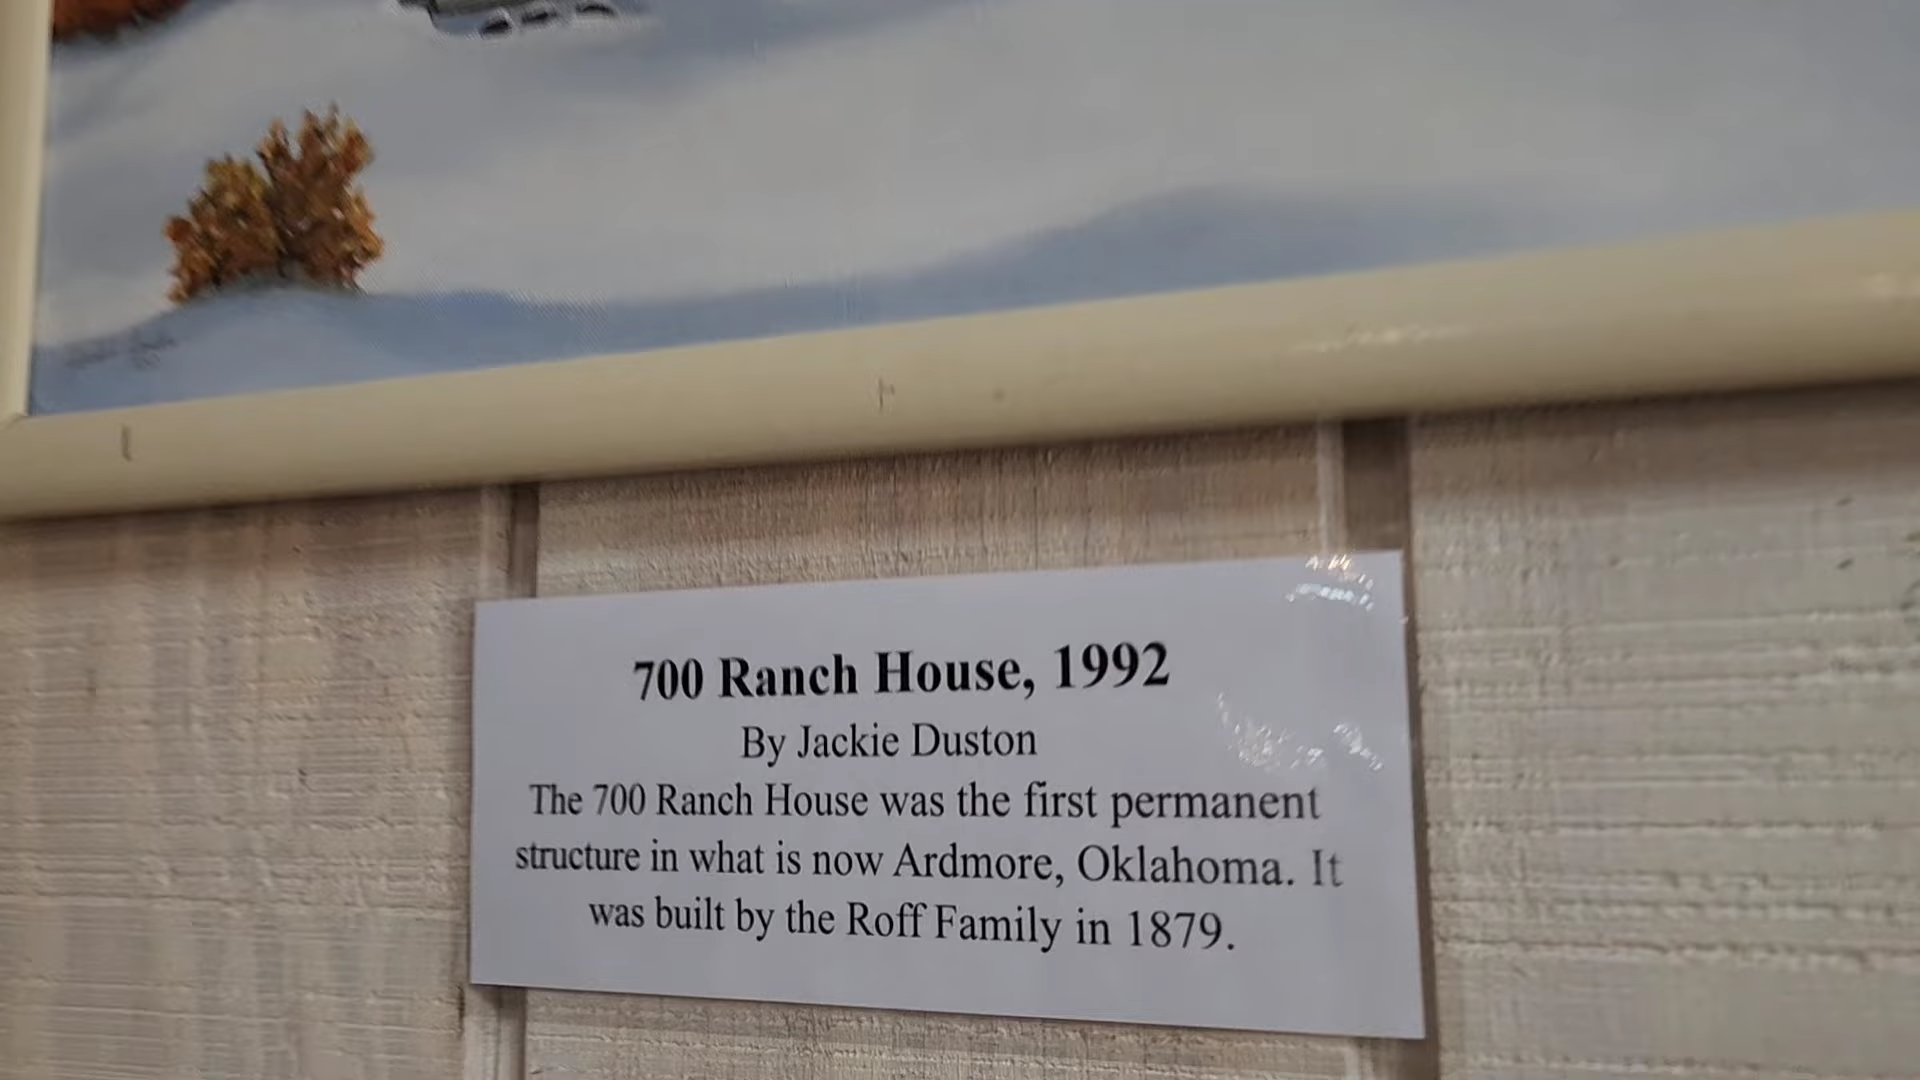 700 Ranch House, 1992
By Jackie Duston
The 700 Ranch House was the first permanent
structure in what is now Ardmore, Oklahoma. It
was built by the Roff Family in 1879.